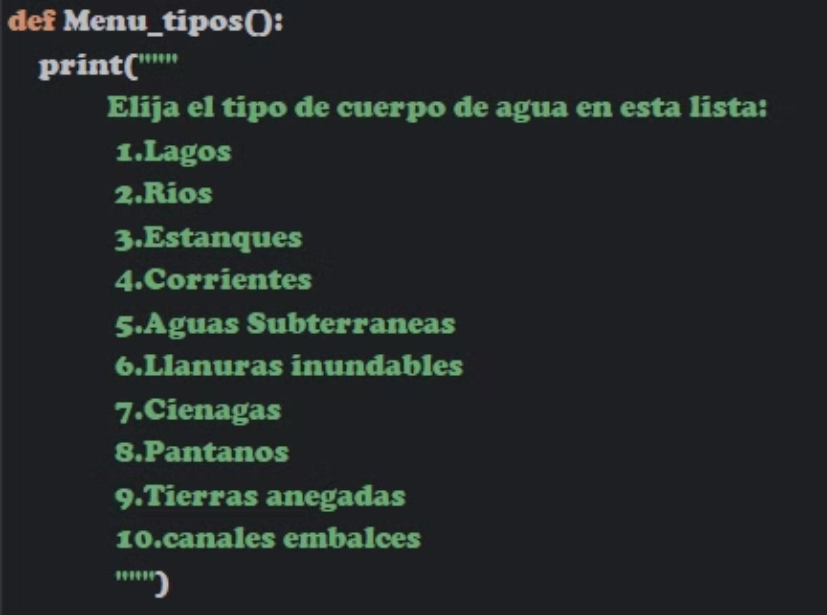 def Menu_tipos():
print("""
Elija el tipo de cuerpo de agua en esta lista:
1.Lagos
2.Rios
3.Estanques
4.Corrientes
5.Aguas Subterraneas
6.Llanuras inundables
7.Cienagas
8.Pantanos
9.Tierras anegadas
10.canales embalces
""")